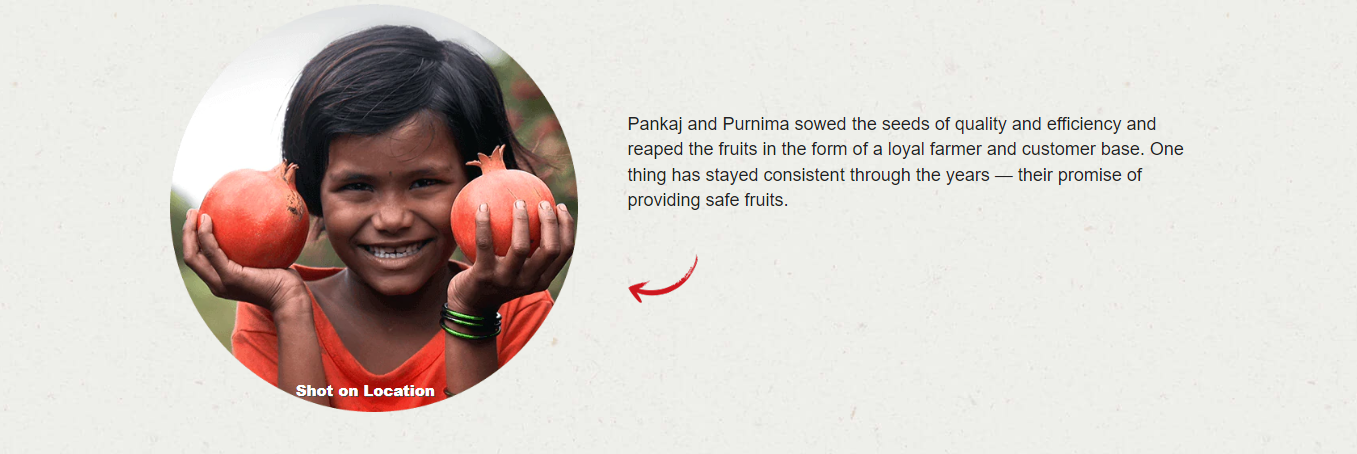 Pankaj and Purnima sowed the seeds of quality and efficiency and
reaped the fruits in the form of a loyal farmer and customer base. One
thing has stayed consistent through the years — their promise of
providing safe fruits.
Shot on Location